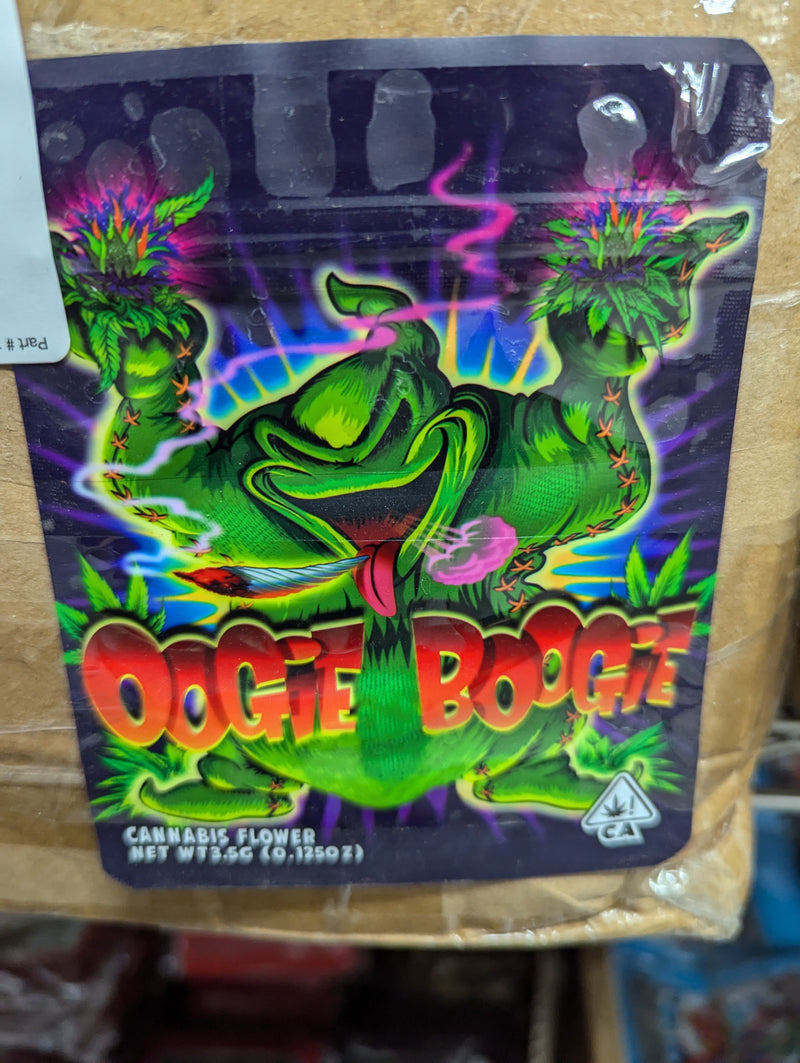 Part #
OOGiE BOOGiE
CANNABIS FLOWER
NET WT3.5G (0.125OZ)
!
CA